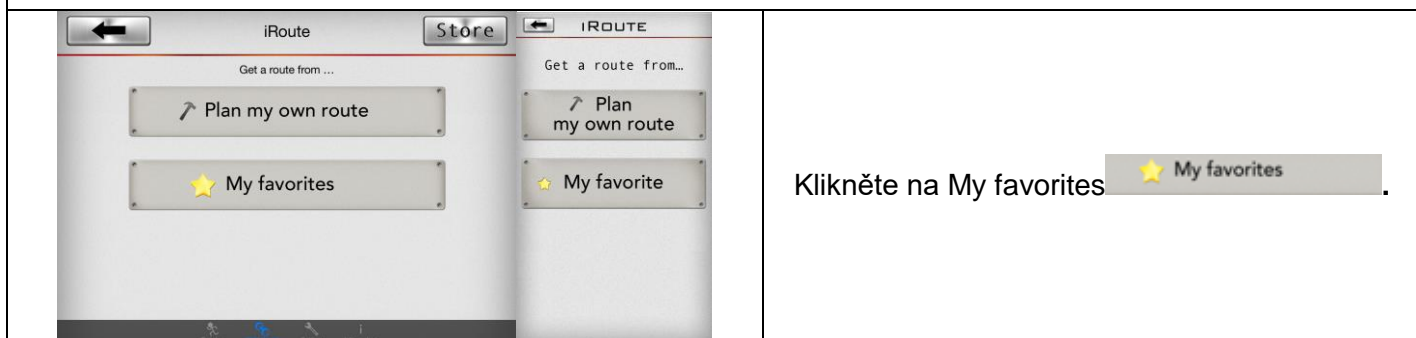 iRoute
Store
Get a route from ...
Plan my own route
My favorites
iROUTE
Get a route from…
Plan
my own route
My favorite
Klikněte na My favorites My favorites .